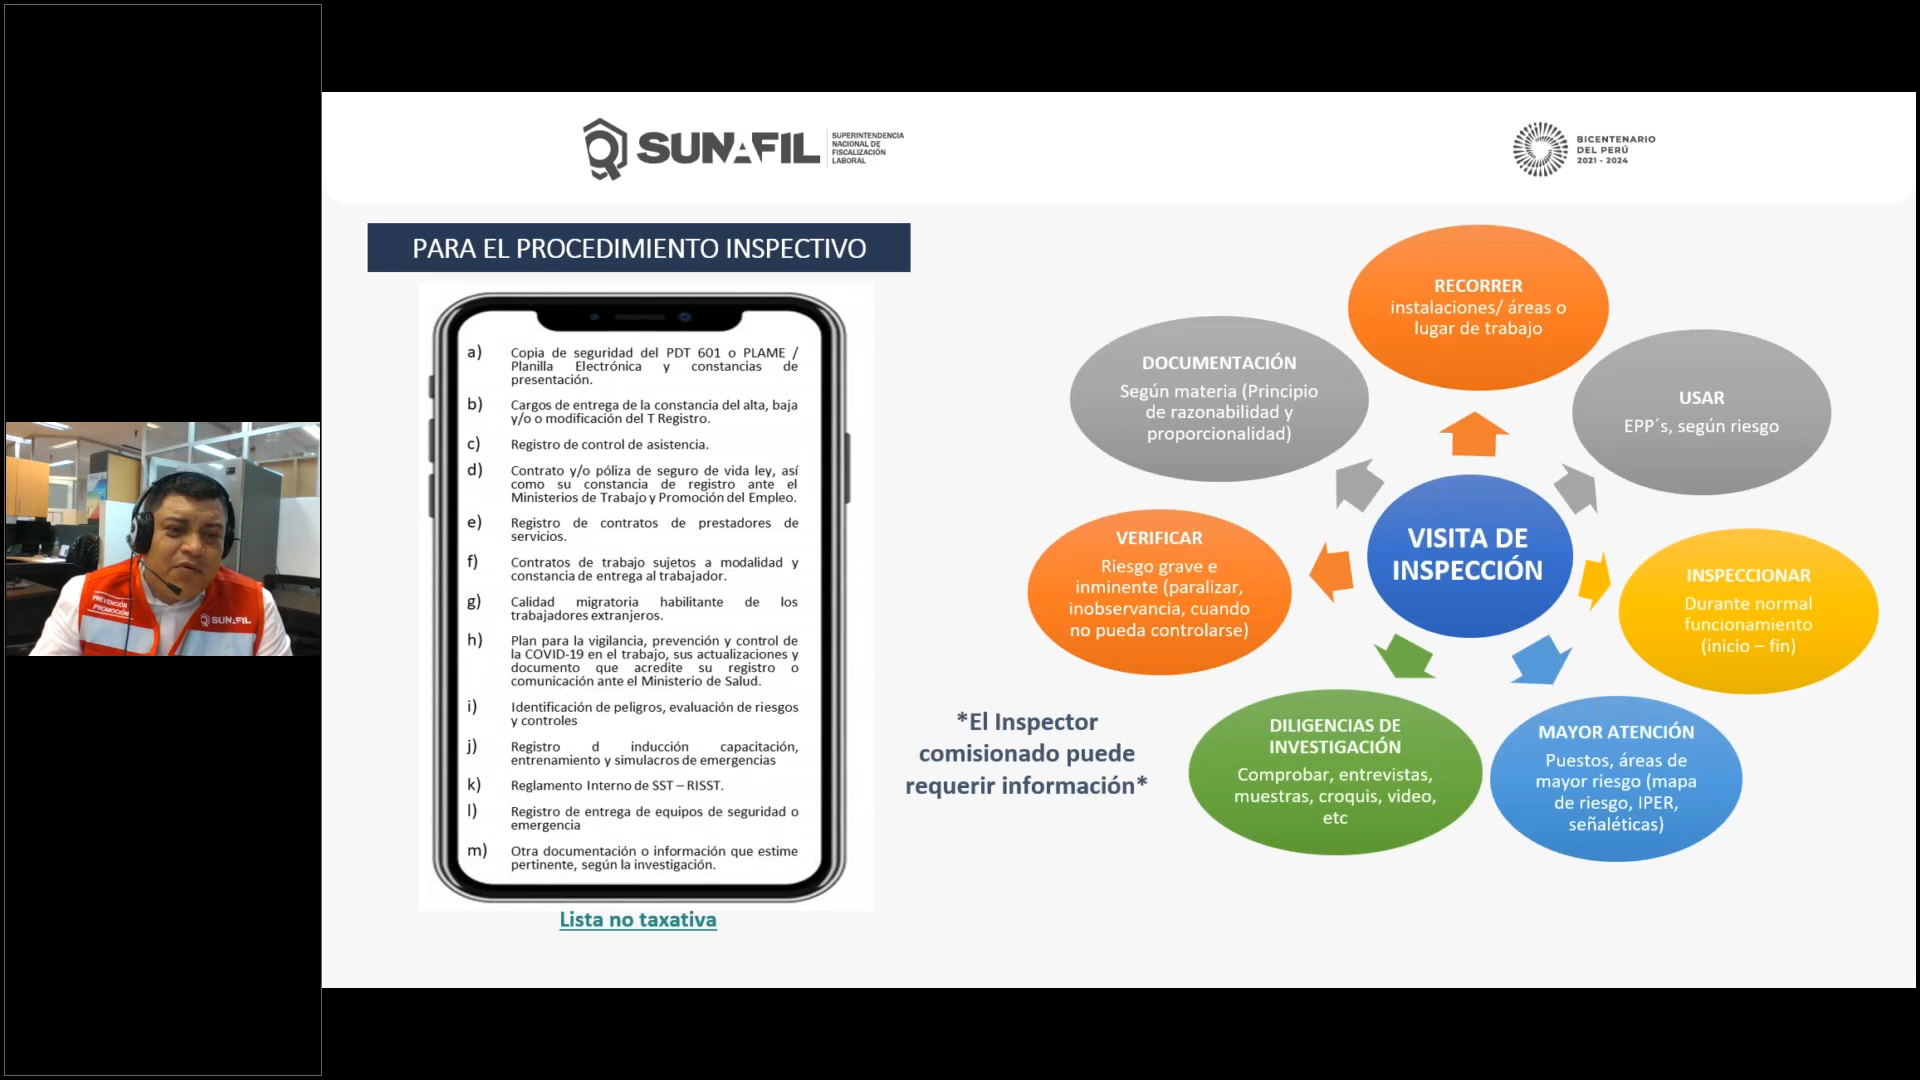 SUNAFIL
SUPERINTENDENCIA
NACIONAL DE
FISCALIZACIÓN
LABORAL
BICENTENARIO
DEL PERÚ
2021 - 2024
PARA EL PROCEDIMIENTO INSPECTIVO
a) Copia de seguridad del PDT 601 o PLAME /
Planilla Electrónica y constancias de
presentación.
b) Cargos de entrega de la constancia del alta, baja
y/o o modificación del T Registro.
c) Registro de control de asistencia.
d) Contrato y/o póliza de seguro de vida ley, así
como su constancia de registro ante el
Ministerios de Trabajo y Promoción del Empleo.
e) Registro de contratos de prestadores de
servicios.
f) Contratos de trabajo sujetos a modalidad y
constancia de entrega al trabajador.
g) Calidad migratoria habilitante de los
trabajadores extranjeros.
h) Plan para la vigilancia, prevención y control de
la COVID-19 en el trabajo, sus actualizaciones y
documento que acredite su registro o
comunicación ante el Ministerio de Salud.
i) Identificación de peligros, evaluación de riesgos
y controles
j) Registro d inducción capacitación,
entrenamiento y simulacros de emergencias
k) Reglamento Interno de SST – RISST.
l) Registro de entrega de equipos de seguridad o
emergencia
m) Otra documentación o información que estime
pertinente, según la investigación.
Lista no taxativa
RECORRER
instalaciones/ áreas o
lugar de trabajo
DOCUMENTACIÓN
Según materia (Principio
de razonabilidad y
proporcionalidad)
USAR
EPP´s, según riesgo
VISITA DE
INSPECCIÓN
VERIFICAR
Riesgo grave e
inminente (paralizar,
inobservancia, cuando
no pueda controlarse)
INSPECCIONAR
Durante normal
funcionamiento
(inicio – fin)
DILIGENCIAS DE
INVESTIGACIÓN
Comprobar, entrevistas,
muestras, croquis, video,
etc
MAYOR ATENCIÓN
Puestos, áreas de
mayor riesgo (mapa
de riesgo, IPER,
señaléticas)
*El Inspector
comisionado puede
requerir información*
PREVENCIÓN
PROMOCIÓN
SUNAFIL